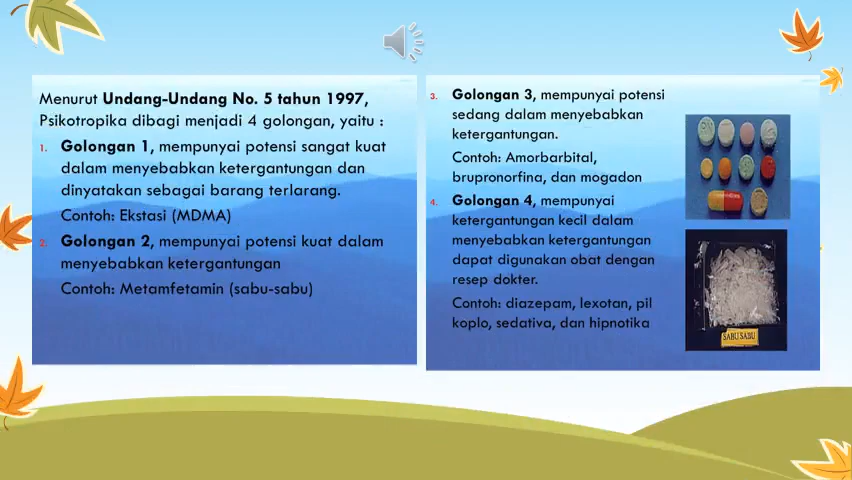 Menurut Undang-Undang No. 5 tahun 1997,
Psikotropika dibagi menjadi 4 golongan, yaitu :
1. Golongan 1, mempunyai potensi sangat kuat
dalam menyebabkan ketergantungan dan
dinyatakan sebagai barang terlarang.
Contoh: Ekstasi (MDMA)
2. Golongan 2, mempunyai potensi kuat dalam
menyebabkan ketergantungan
Contoh: Metamfetamin (sabu-sabu)
3. Golongan 3, mempunyai potensi
sedang dalam menyebabkan
ketergantungan.
Contoh: Amorbarbital,
brupronorfina, dan mogadon
4. Golongan 4, mempunyai
ketergantungan kecil dalam
menyebabkan ketergantungan
dapat digunakan obat dengan
resep dokter.
Contoh: diazepam, lexotan, pil
koplo, sedativa, dan hipnotika
SABU SABU